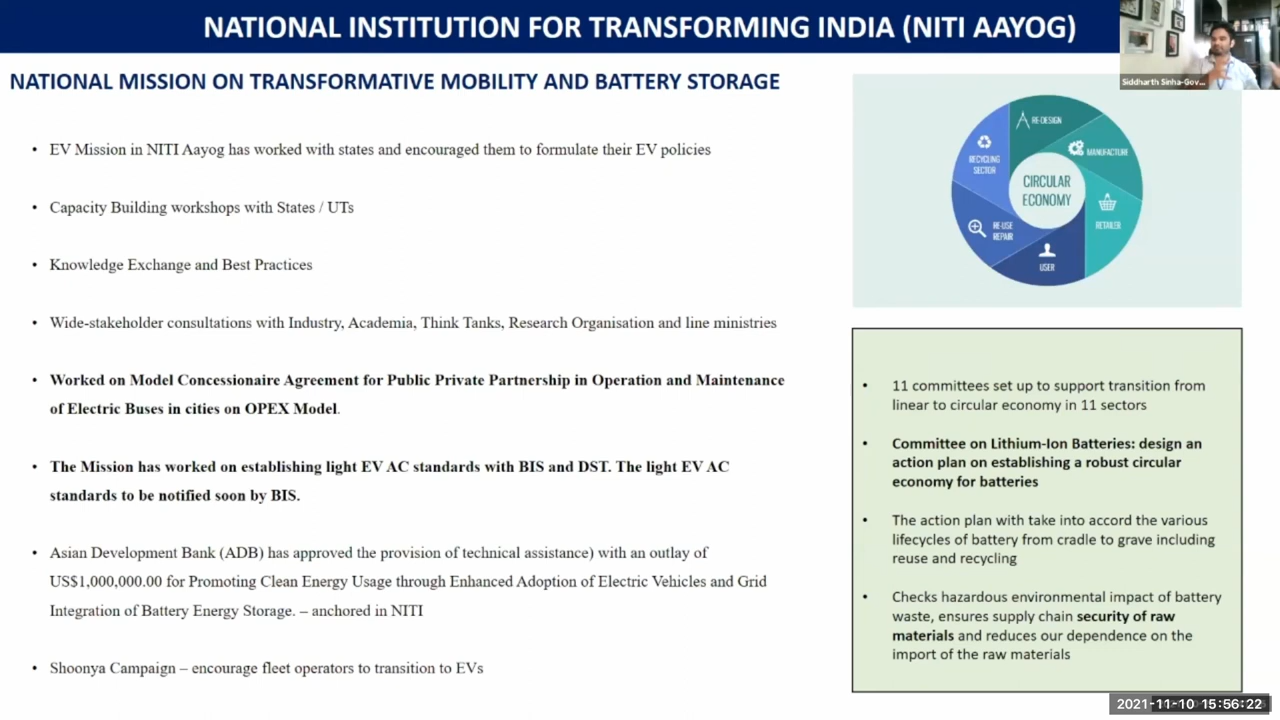 NATIONAL INSTITUTION FOR TRANSFORMING INDIA (NITI AAYOG)
Siddharth Sinha-Gov...
NATIONAL MISSION ON TRANSFORMATIVE MOBILITY AND BATTERY STORAGE
• EV Mission in NITI Aayog has worked with states and encouraged them to formulate their EV policies
• Capacity Building workshops with States / UTs
• Knowledge Exchange and Best Practices
• Wide-stakeholder consultations with Industry, Academia, Think Tanks, Research Organisation and line ministries
• Worked on Model Concessionaire Agreement for Public Private Partnership in Operation and Maintenance
of Electric Buses in cities on OPEX Model.
• The Mission has worked on establishing light EV AC standards with BIS and DST. The light EV AC
standards to be notified soon by BIS.
• Asian Development Bank (ADB) has approved the provision of technical assistance) with an outlay of
US$1,000,000.00 for Promoting Clean Energy Usage through Enhanced Adoption of Electric Vehicles and Grid
Integration of Battery Energy Storage. – anchored in NITI
• Shoonya Campaign – encourage fleet operators to transition to EVs
RE-DESIGN
MANUFACTURE
RETAILER
USER
RE-USE
REPAIR
RECYCLING
SECTOR
CIRCULAR
ECONOMY
• 11 committees set up to support transition from
linear to circular economy in 11 sectors
• Committee on Lithium-Ion Batteries: design an
action plan on establishing a robust circular
economy for batteries
• The action plan with take into accord the various
lifecycles of battery from cradle to grave including
reuse and recycling
• Checks hazardous environmental impact of battery
waste, ensures supply chain security of raw
materials and reduces our dependence on the
import of the raw materials
2021-11-10 15:56:22